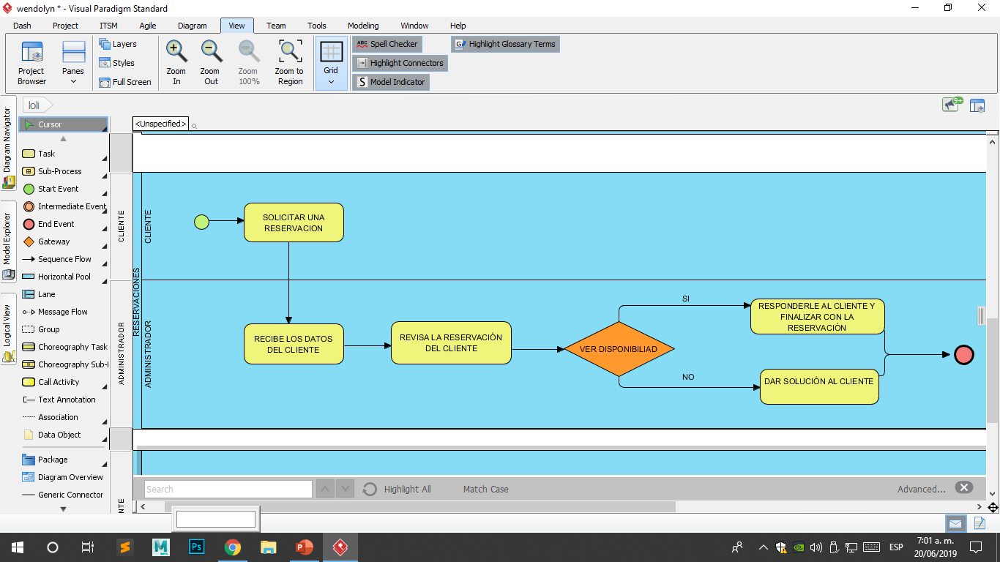 wendolyn * - Visual Paradigm Standard
Dash Project ITSM Agile Diagram View Team Tools Modeling Window Help
Project
Browser
Panes
Layers
Styles
Full Screen
Zoom
In
Zoom
Out
Zoom
100%
Zoom to
Region
Grid
Spell Checker
Highlight Connectors
Model Indicator
Highlight Glossary Terms
loli
9+
Diagram Navigator
Model Explorer
Logical View
Cursor
Task
Sub-Process
Start Event
Intermediate Event
End Event
Gateway
Sequence Flow
Horizontal Pool
Lane
Message Flow
Group
Choreography Task
Choreography Sub-
Call Activity
Text Annotation
Association
Data Object
Package
Diagram Overview
Generic Connector
<Unspecified>
CLIENTE
ADMINISTRADOR
NTE
RESERVACIONES
CLIENTE
ADMINISTRADOR
SOLICITAR UNA
RESERVACION
RECIBE LOS DATOS
DEL CLIENTE
REVISA LA RESERVACIÓN
DEL CLIENTE
VER DISPONIBILIAD
SI
NO
RESPONDERLE AL CLIENTE Y
FINALIZAR CON LA
RESERVACIÓN
DAR SOLUCIÓN AL CLIENTE
Search
Highlight All
Match Case
Advanced...
ESP
7:01 a. m.
20/06/2019